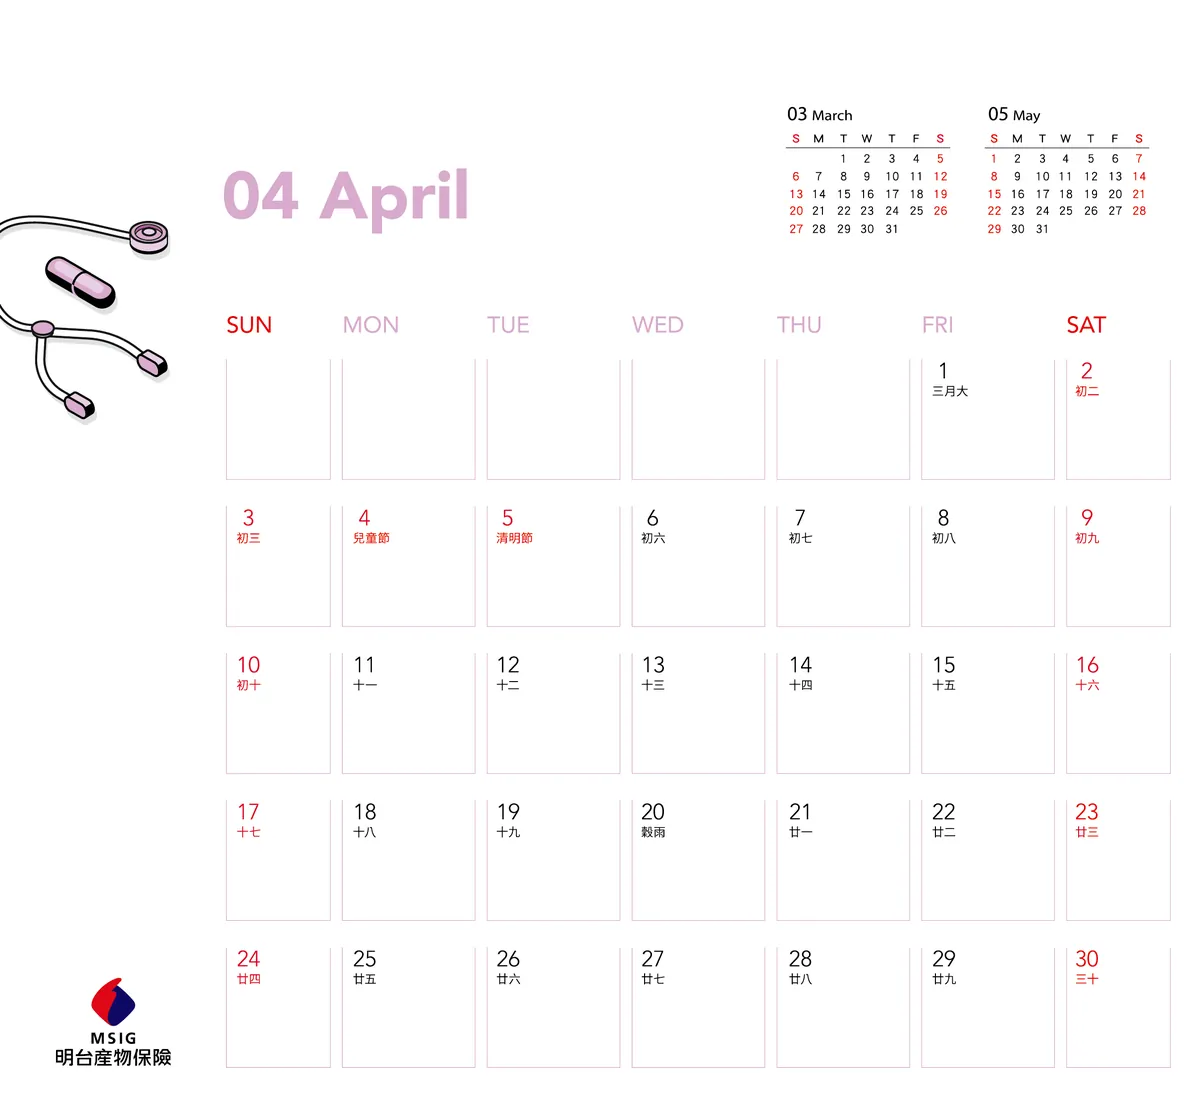 03 March
S M T W T F S
1 2 3 4 5
6 7 8 9 10 11 12
13 14 15 16 17 18 19
20 21 22 23 24 25 26
27 28 29 30 31
05 May
S M T W T F S
1 2 3 4 5 6 7
8 9 10 11 12 13 14
15 16 17 18 19 20 21
22 23 24 25 26 27 28
29 30 31
04 April
SUN MON TUE WED THU FRI SAT
1 2
三月大 初二
3 4 5 6 7 8 9
初三 兒童節 清明節 初六 初七 初八 初九
10 11 12 13 14 15 16
初十 十一 十二 十三 十四 十五 十六
17 18 19 20 21 22 23
十七 十八 十九 穀雨 廿一 廿二 廿三
24 25 26 27 28 29 30
廿四 廿五 廿六 廿七 廿八 廿九 三十
MSIG
明台產物保險